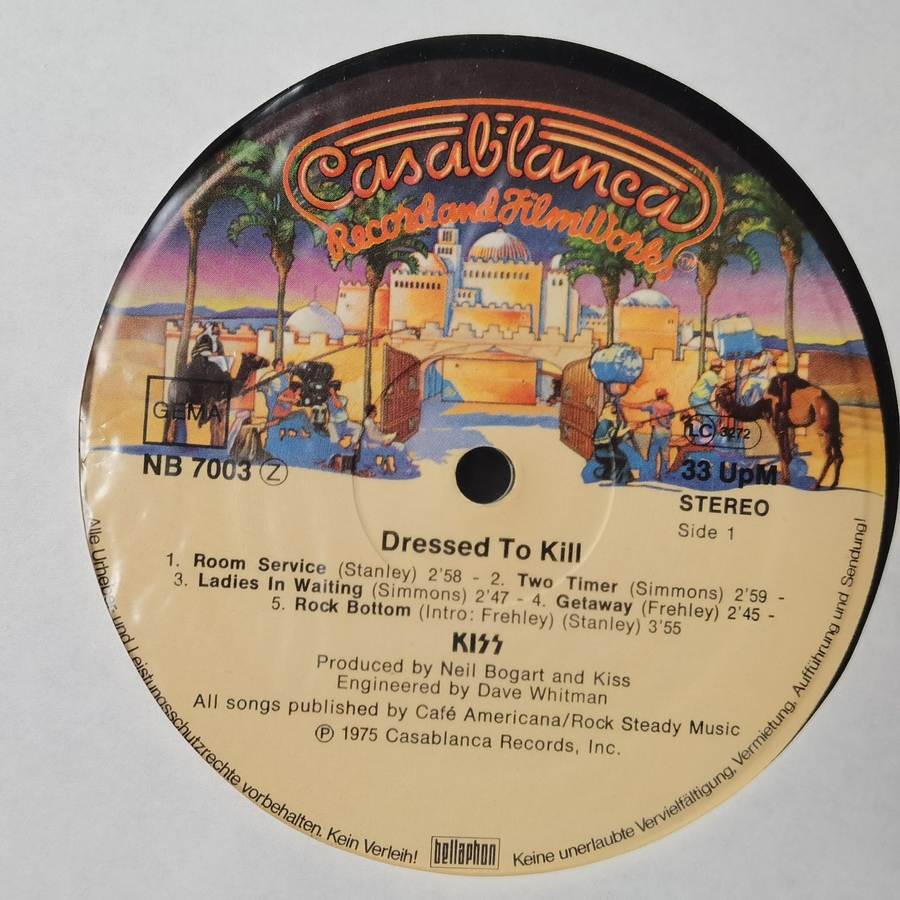 Casablanca
Record and FilmWorks
TM
GEMA
LC 3272
NB 7003 Z
33 UpM
STEREO
Side 1
Dressed To Kill
1. Room Service (Stanley) 2'58 - 2. Two Timer (Simmons) 2'59 -
3. Ladies In Waiting (Simmons) 2'47 - 4. Getaway (Frehley) 2'45 -
5. Rock Bottom (Intro: Frehley) (Stanley) 3'55
KISS
Produced by Neil Bogart and Kiss
Engineered by Dave Whitman
All songs published by Café Americana/Rock Steady Music
Ⓟ 1975 Casablanca Records, Inc.
Alle Urheber- und Leistungsschutzrechte vorbehalten. Kein Verleih!
bellaphon
Keine unerlaubte Vervielfältigung, Vermietung, Aufführung und Sendung!